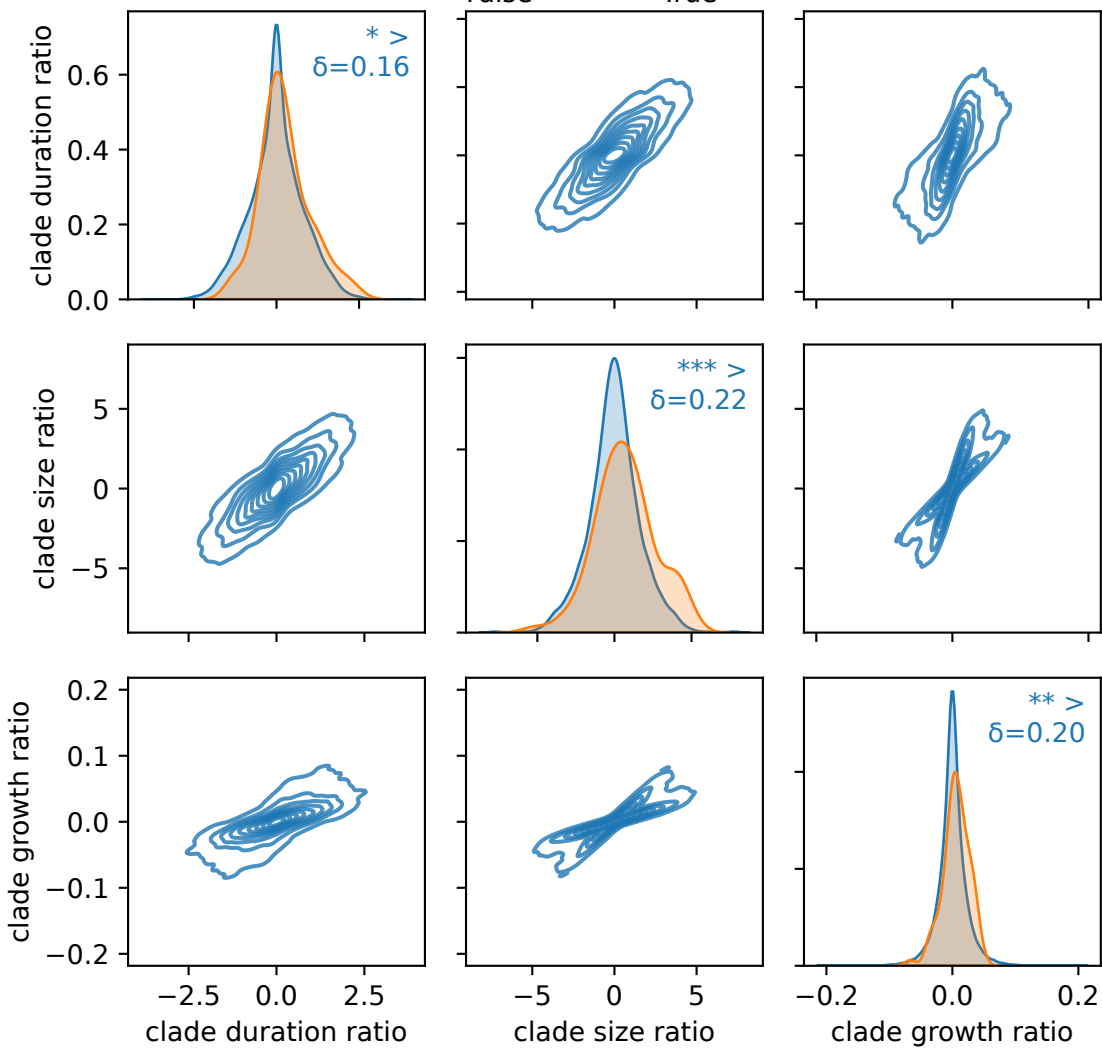 True
* >
δ=0.16
clade duration ratio
0.6
0.4
0.2
0.0
*** >
δ=0.22
clade size ratio
5
0
−5
** >
δ=0.20
clade growth ratio
0.2
0.1
0.0
−0.1
−0.2
−2.5 0.0 2.5
−5 0 5
−0.2 0.0 0.2
clade duration ratio
clade size ratio
clade growth ratio